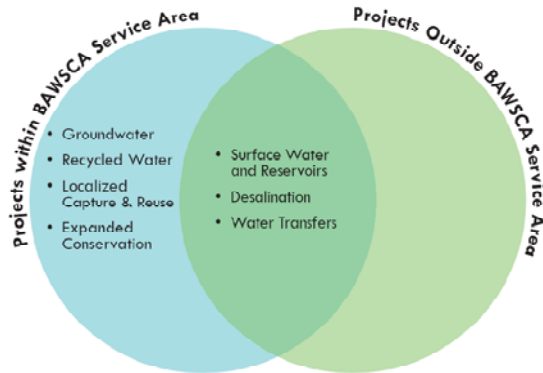 Projects within BAWSCA Service Area
Projects Outside BAWSCA Service Area
• Groundwater
• Recycled Water
• Localized
Capture & Reuse
• Expanded
Conservation
• Surface Water
and Reservoirs
• Desalination
• Water Transfers